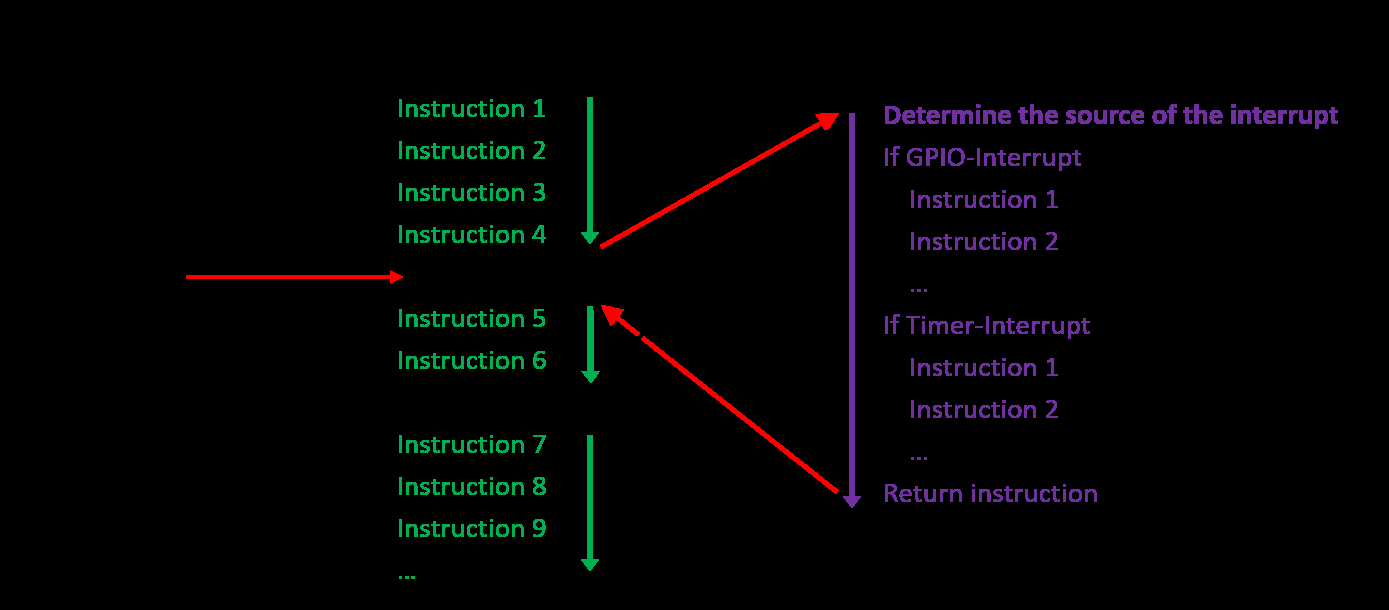 Instruction 1
Instruction 2
Instruction 3
Instruction 4
Instruction 5
Instruction 6
Instruction 7
Instruction 8
Instruction 9
...
Determine the source of the interrupt
If GPIO-Interrupt
Instruction 1
Instruction 2
...
If Timer-Interrupt
Instruction 1
Instruction 2
...
Return instruction